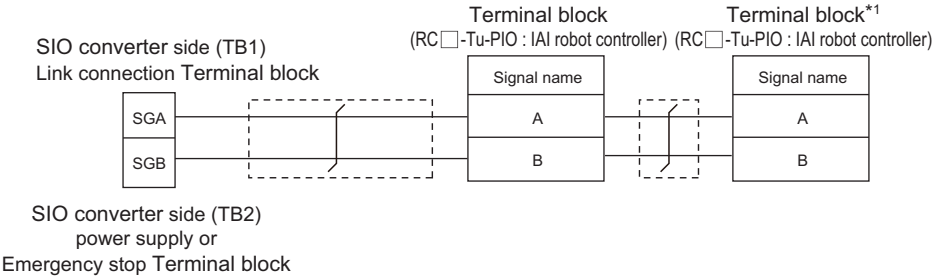 Terminal block
(RC□-Tu-PIO : IAI robot controller)
Terminal block*1
(RC□-Tu-PIO : IAI robot controller)
SIO converter side (TB1)
Link connection Terminal block
Signal name
Signal name
SGA
A
A
SGB
B
B
SIO converter side (TB2)
power supply or
Emergency stop Terminal block